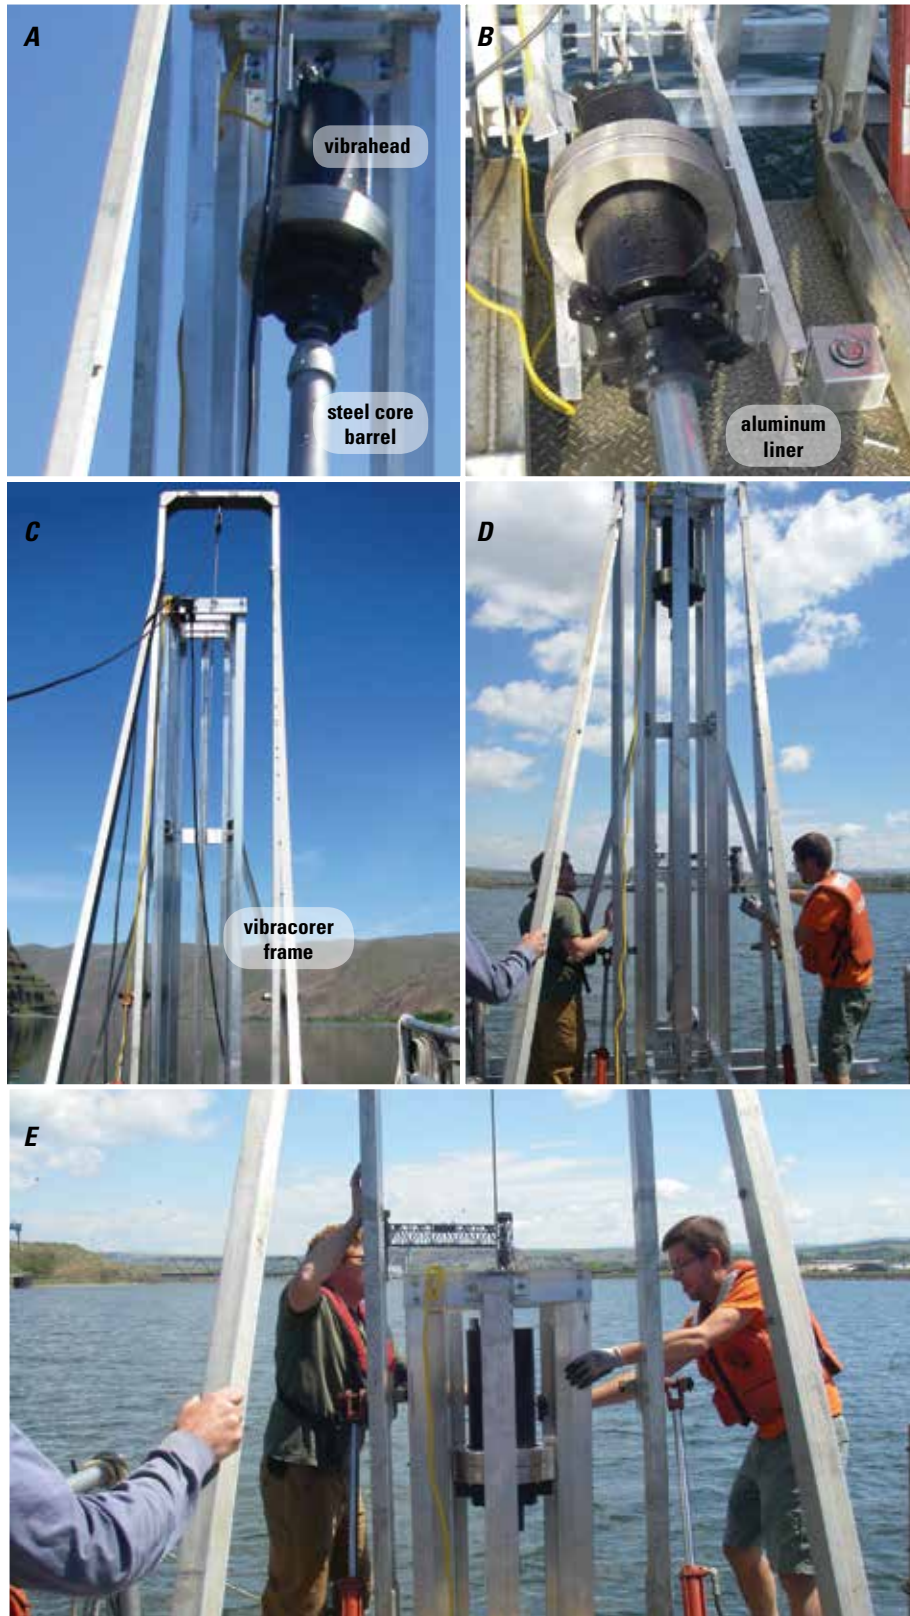 A
vibrahead
steel core
barrel
B
aluminum
liner
C
vibracorer
frame
D
E